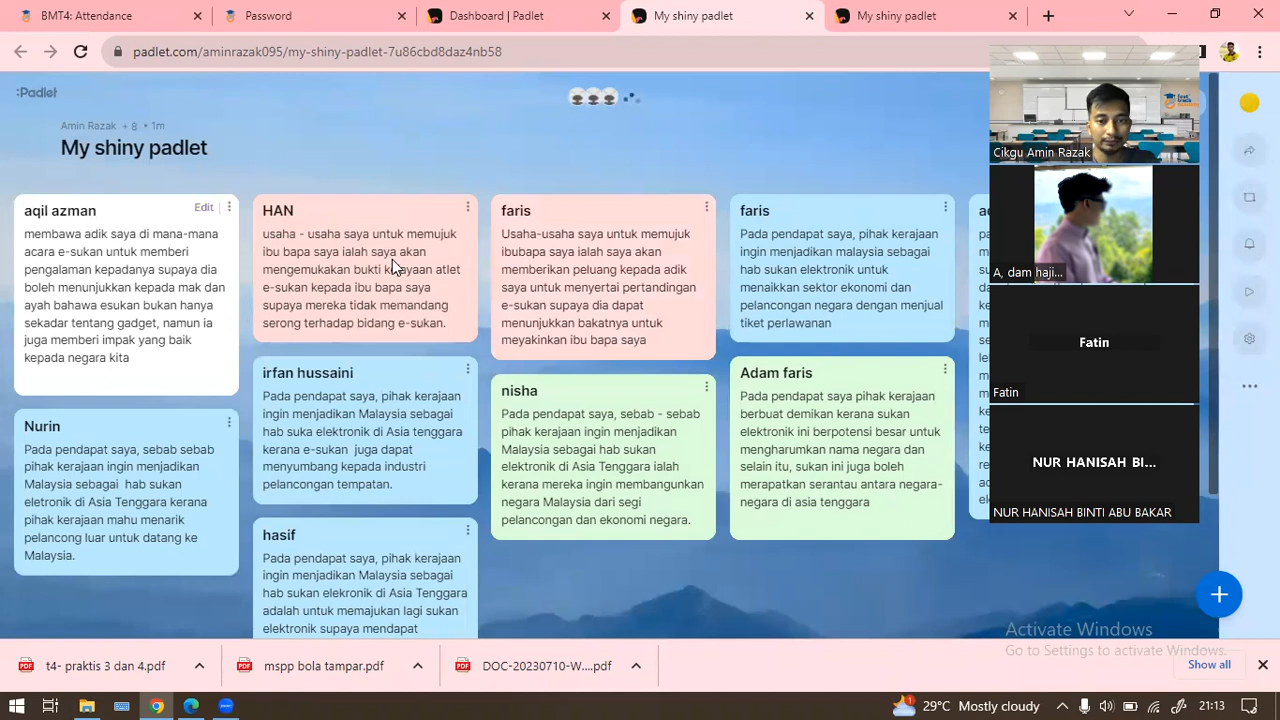 BMT4: Attendance
Password
Dashboard | Padlet
My shiny padlet
My shiny padlet
padlet.com/aminrazak095/my-shiny-padlet-7u86cbd8daz4nb58
:Padlet
Amin Razak + 8 • 1m
My shiny padlet
aqil azman
Edit
membawa adik saya di mana-mana
acara e-sukan untuk memberi
pengalaman kepadanya supaya dia
boleh menunjukkan kepada mak dan
ayah bahawa esukan bukan hanya
sekadar tentang gadget, namun ia
juga memberi impak yang baik
kepada negara kita
Nurin
Pada pendapat saya, sebab sebab
pihak kerajaan ingin menjadikan
Malaysia sebagai hab sukan
eletronik di Asia Tenggara kerana
pihak kerajaan mahu menarik
pelancong luar untuk datang ke
Malaysia.
HAN
usaha - usaha saya untuk memujuk
ibu bapa saya ialah saya akan
mengemukakan bukti kejayaan atlet
e-sukan kepada ibu bapa saya
supaya mereka tidak memandang
serong terhadap bidang e-sukan.
irfan hussaini
Pada pendapat saya, pihak kerajaan
ingin menjadikan Malaysia sebagai
hab suka elektronik di Asia tenggara
kerana e-sukan juga dapat
menyumbang kepada industri
pelancongan tempatan.
hasif
Pada pendapat saya, pihak kerajaan
ingin menjadikan Malaysia sebagai
hab sukan elekronik di Asia Tenggara
adalah untuk memajukan lagi sukan
elektronik supaya mendapat
faris
Usaha-usaha saya untuk memujuk
ibubapa saya ialah saya akan
memberikan peluang kepada adik
saya untuk menyertai pertandingan
e-sukan supaya dia dapat
menunjukkan bakatnya untuk
meyakinkan ibu bapa saya
nisha
Pada pendapat saya, sebab - sebab
pihak kerajaan ingin menjadikan
Malaysia sebagai hab sukan
elektronik di Asia Tenggara ialah
kerana mereka ingin membangunkan
negara Malaysia dari segi
pelancongan dan ekonomi negara.
faris
Pada pendapat saya, pihak kerajaan
ingin menjadikan malaysia sebagai
hab sukan elektronik untuk
menaikkan sektor ekonomi dan
pelancongan negara dengan menjual
tiket perlawanan
Adam faris
Pada pendapat saya pihak kerajaan
berbuat demikan kerana sukan
elektronik ini berpotensi besar untuk
mengharumkan nama negara dan
selain itu, sukan ini juga boleh
merapatkan serantau antara negara-
negara di asia tenggara
Cikgu Amin Razak
A, dam haji...
Fatin
Fatin
NUR HANISAH BI...
NUR HANISAH BINTI ABU BAKAR
Activate Windows
Go to Settings to activate Windows.
t4- praktis 3 dan 4.pdf
mspp bola tampar.pdf
DOC-20230710-W....pdf
Show all
29°C Mostly cloudy
21:13